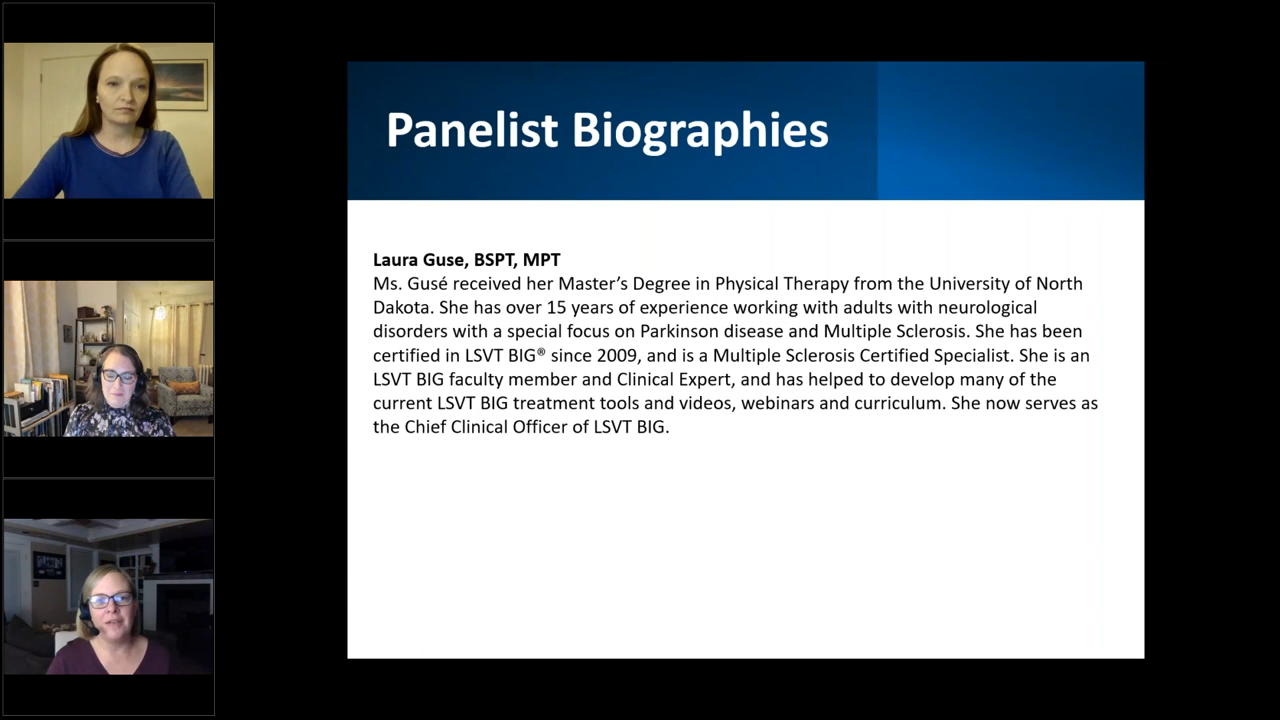 Panelist Biographies
Laura Guse, BSPT, MPT
Ms. Gusé received her Master’s Degree in Physical Therapy from the University of North
Dakota. She has over 15 years of experience working with adults with neurological
disorders with a special focus on Parkinson disease and Multiple Sclerosis. She has been
certified in LSVT BIG® since 2009, and is a Multiple Sclerosis Certified Specialist. She is an
LSVT BIG faculty member and Clinical Expert, and has helped to develop many of the
current LSVT BIG treatment tools and videos, webinars and curriculum. She now serves as
the Chief Clinical Officer of LSVT BIG.